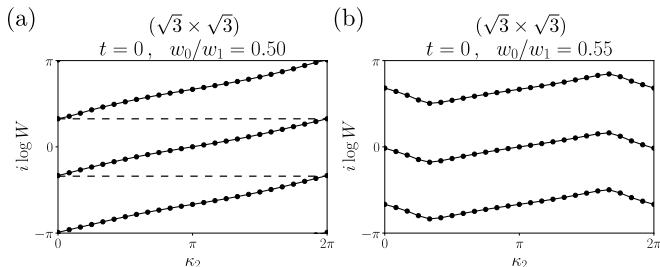 (a)
(√3 × √3)
t = 0 ,   w₀/w₁ = 0.50
π
0
−π
i log W
0
π
2π
κ₂
(b)
(√3 × √3)
t = 0 ,   w₀/w₁ = 0.55
π
0
−π
i log W
0
π
2π
κ₂